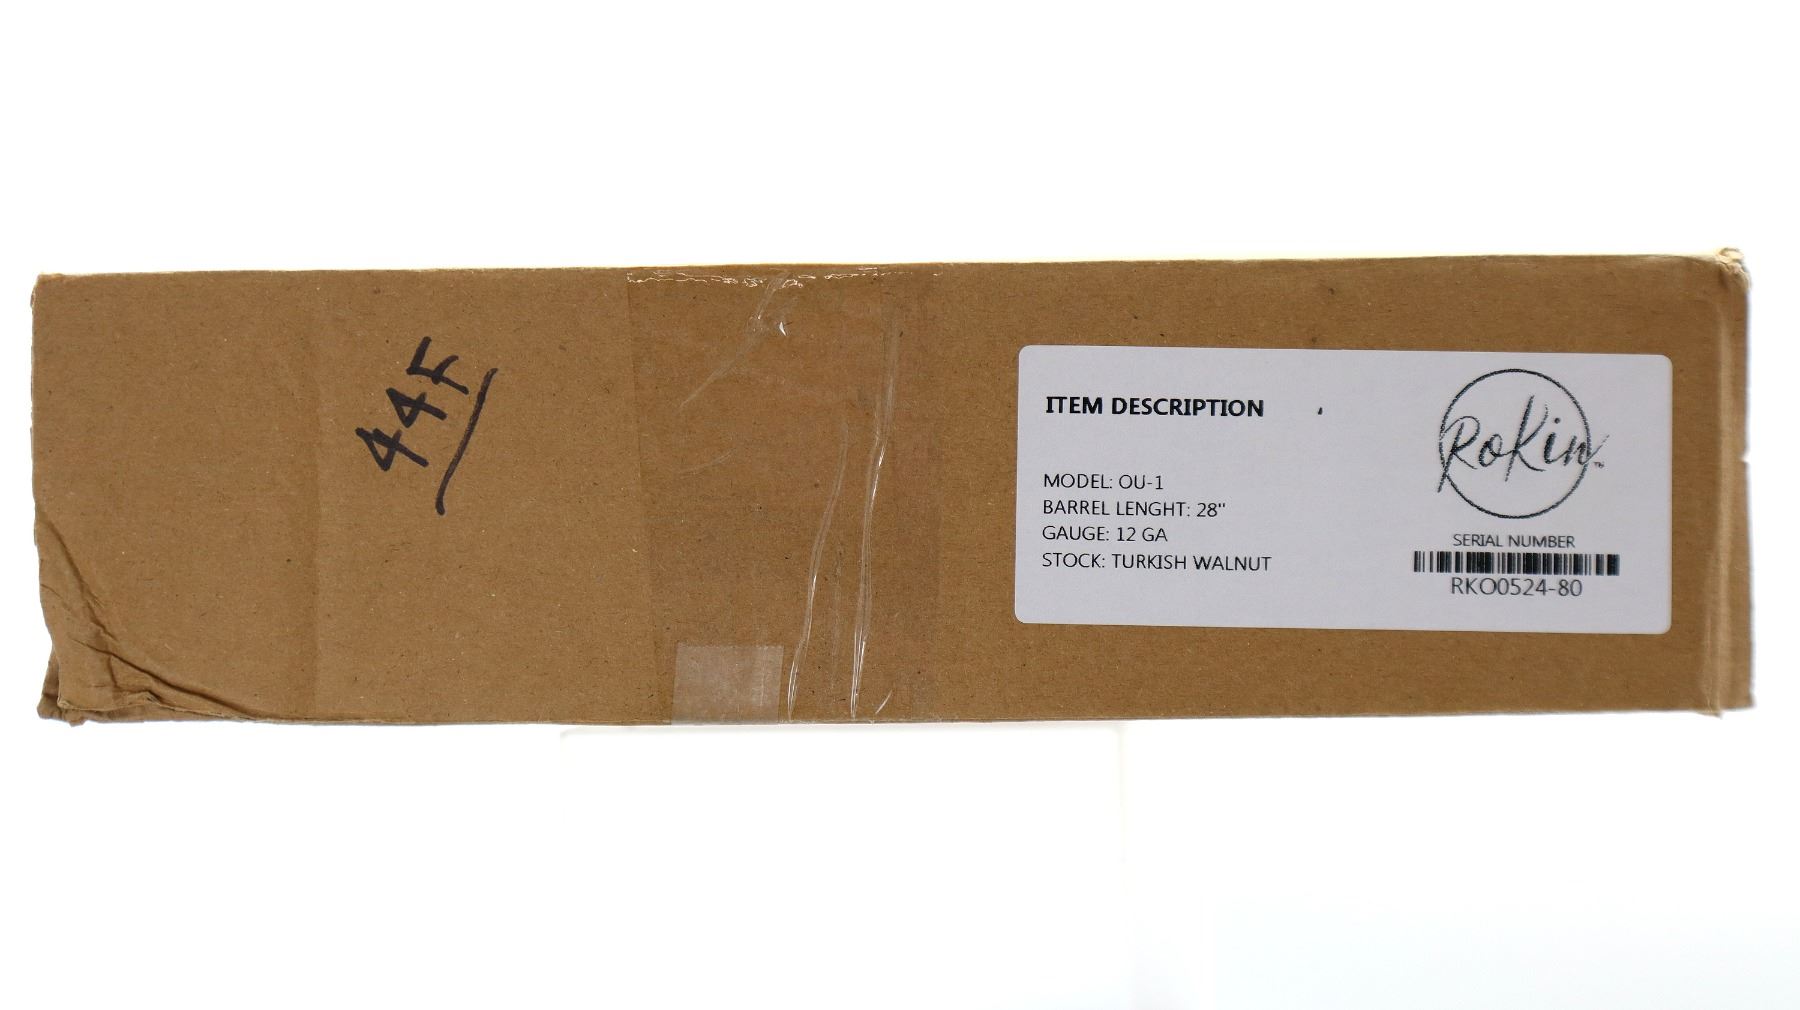 44F
ITEM DESCRIPTION
RoKin™
MODEL: OU-1
BARREL LENGHT: 28"
GAUGE: 12 GA
STOCK: TURKISH WALNUT
SERIAL NUMBER
RKO0524-80